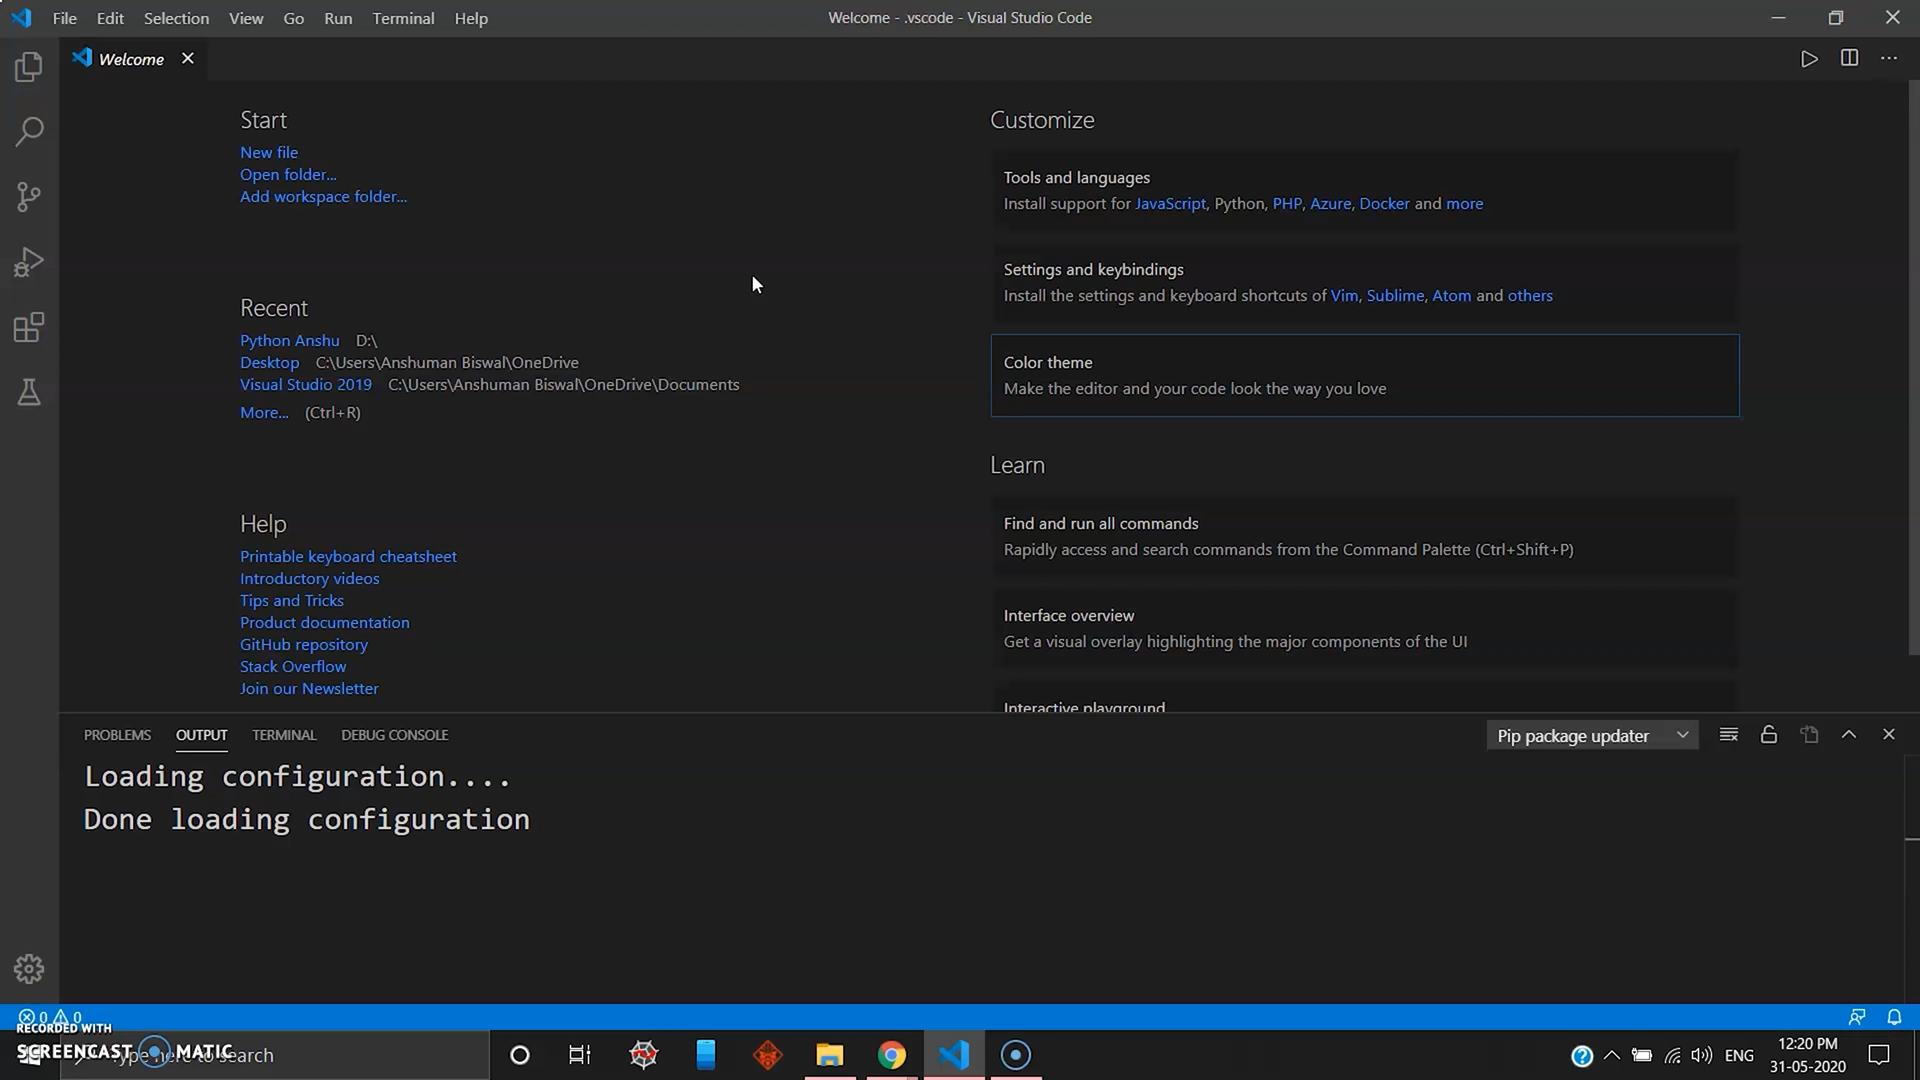 File Edit Selection View Go Run Terminal Help
Welcome - .vscode - Visual Studio Code
Welcome
Start
New file
Open folder...
Add workspace folder...
Recent
Python Anshu D:\
Desktop C:\Users\Anshuman Biswal\OneDrive
Visual Studio 2019 C:\Users\Anshuman Biswal\OneDrive\Documents
More... (Ctrl+R)
Help
Printable keyboard cheatsheet
Introductory videos
Tips and Tricks
Product documentation
GitHub repository
Stack Overflow
Join our Newsletter
Customize
Tools and languages
Install support for JavaScript, Python, PHP, Azure, Docker and more
Settings and keybindings
Install the settings and keyboard shortcuts of Vim, Sublime, Atom and others
Color theme
Make the editor and your code look the way you love
Learn
Find and run all commands
Rapidly access and search commands from the Command Palette (Ctrl+Shift+P)
Interface overview
Get a visual overlay highlighting the major components of the UI
Interactive playground
PROBLEMS OUTPUT TERMINAL DEBUG CONSOLE
Pip package updater
Loading configuration....
Done loading configuration
0 0
RECORDED WITH
SCREENCAST MATIC
Type here to search
ENG
12:20 PM
31-05-2020